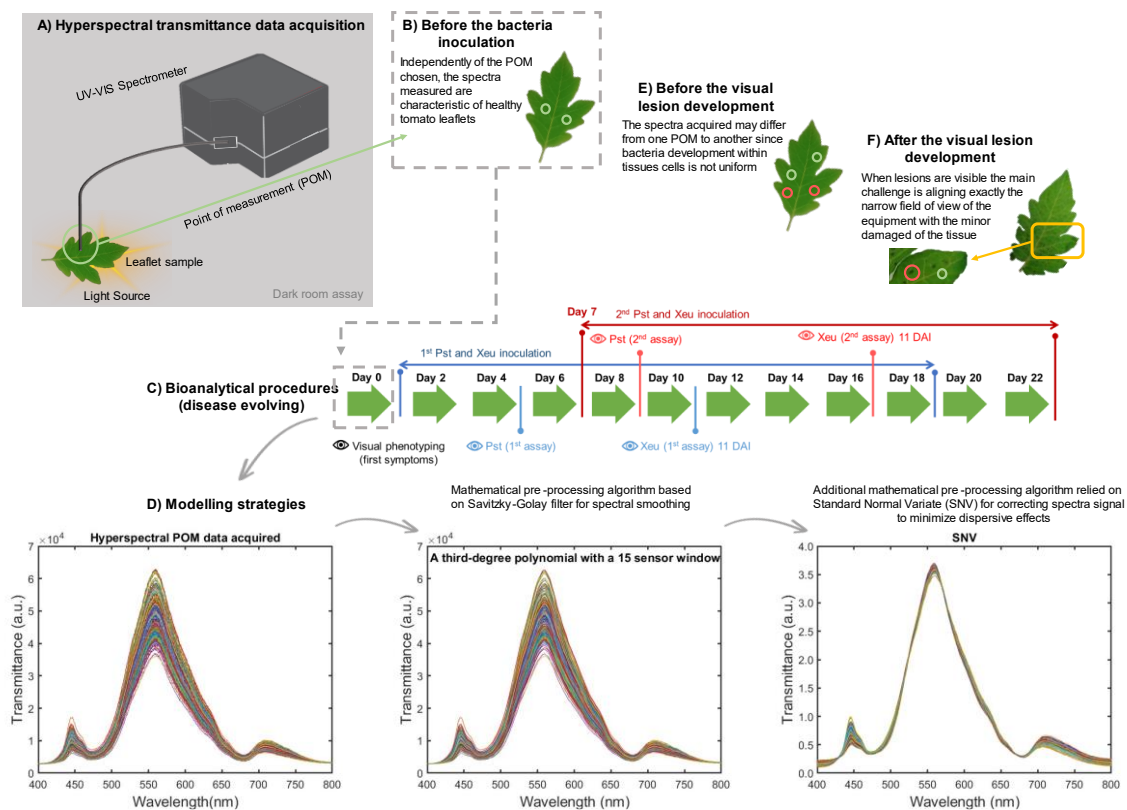 A) Hyperspectral transmittance data acquisition
UV-VIS Spectrometer
Point of measurement (POM)
Leaflet sample
Light Source
Dark room assay
B) Before the bacteria
inoculation
Independently of the POM
chosen, the spectra
measured are
characteristic of healthy
tomato leaflets
E) Before the visual
lesion development
The spectra acquired may differ
from one POM to another since
bacteria development within
tissues cells is not uniform
F) After the visual lesion
development
When lesions are visible the main
challenge is aligning exactly the
narrow field of view of the
equipment with the minor
damaged of the tissue
Day 7
2nd Pst and Xeu inoculation
Pst (2nd assay)
Xeu (2nd assay) 11 DAI
1st Pst and Xeu inoculation
C) Bioanalytical procedures
(disease evolving)
Day 0
Day 2
Day 4
Day 6
Day 8
Day 10
Day 12
Day 14
Day 16
Day 18
Day 20
Day 22
Visual phenotyping
(first symptoms)
Pst (1st assay)
Xeu (1st assay) 11 DAI
D) Modelling strategies
Mathematical pre -processing algorithm based
on Savitzky-Golay filter for spectral smoothing
Additional mathematical pre -processing algorithm relied on
Standard Normal Variate (SNV) for correcting spectra signal
to minimize dispersive effects
Hyperspectral POM data acquired
×10⁴
7
6
5
4
3
2
1
0
Transmittance (a.u.)
400 450 500 550 600 650 700 750 800
Wavelength(nm)
A third-degree polynomial with a 15 sensor window
×10⁴
7
6
5
4
3
2
1
0
Transmittance (a.u.)
400 450 500 550 600 650 700 750 800
Wavelength (nm)
SNV
4.0
3.5
3.0
2.5
2.0
1.5
1.0
0.5
0.0
Transmittance (a.u.)
400 450 500 550 600 650 700 750 800
Wavelength (nm)